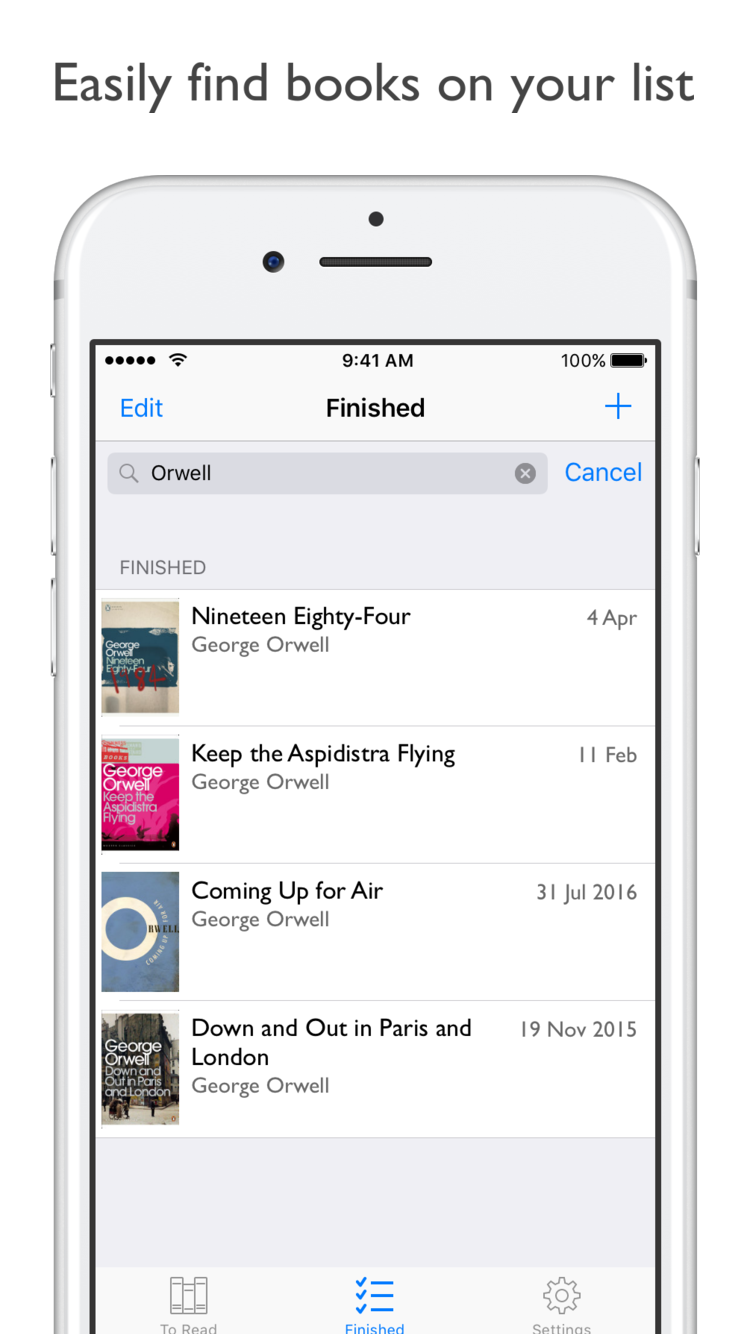 Easily find books on your list
9:41 AM
100%
Edit
Finished
Orwell
Cancel
FINISHED
George
Orwell
Nineteen
Eighty-Four
1984
Nineteen Eighty-Four
4 Apr
George Orwell
BOOKS
George
Orwell
Keep the
Aspidistra
Flying
Keep the Aspidistra Flying
11 Feb
George Orwell
ORWELL
COMING UP FOR AIR
Coming Up for Air
31 Jul 2016
George Orwell
George
Orwell
Down and
Out in Paris
and London
Down and Out in Paris and
London
19 Nov 2015
George Orwell
To Read
Finished
Settings